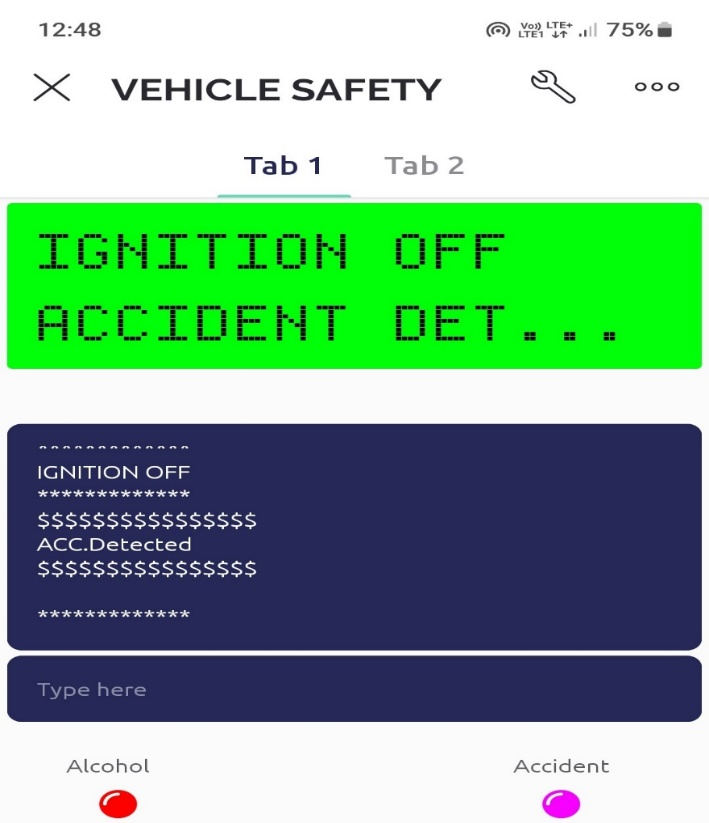 12:48
Vo)) LTE1 LTE+ 75%
VEHICLE SAFETY
Tab 1 Tab 2
IGNITION OFF
ACCIDENT DET...
*************
IGNITION OFF
*************
$$$$$$$$$$$$$$$$
ACC.Detected
$$$$$$$$$$$$$$$$
*************
Type here
Alcohol Accident